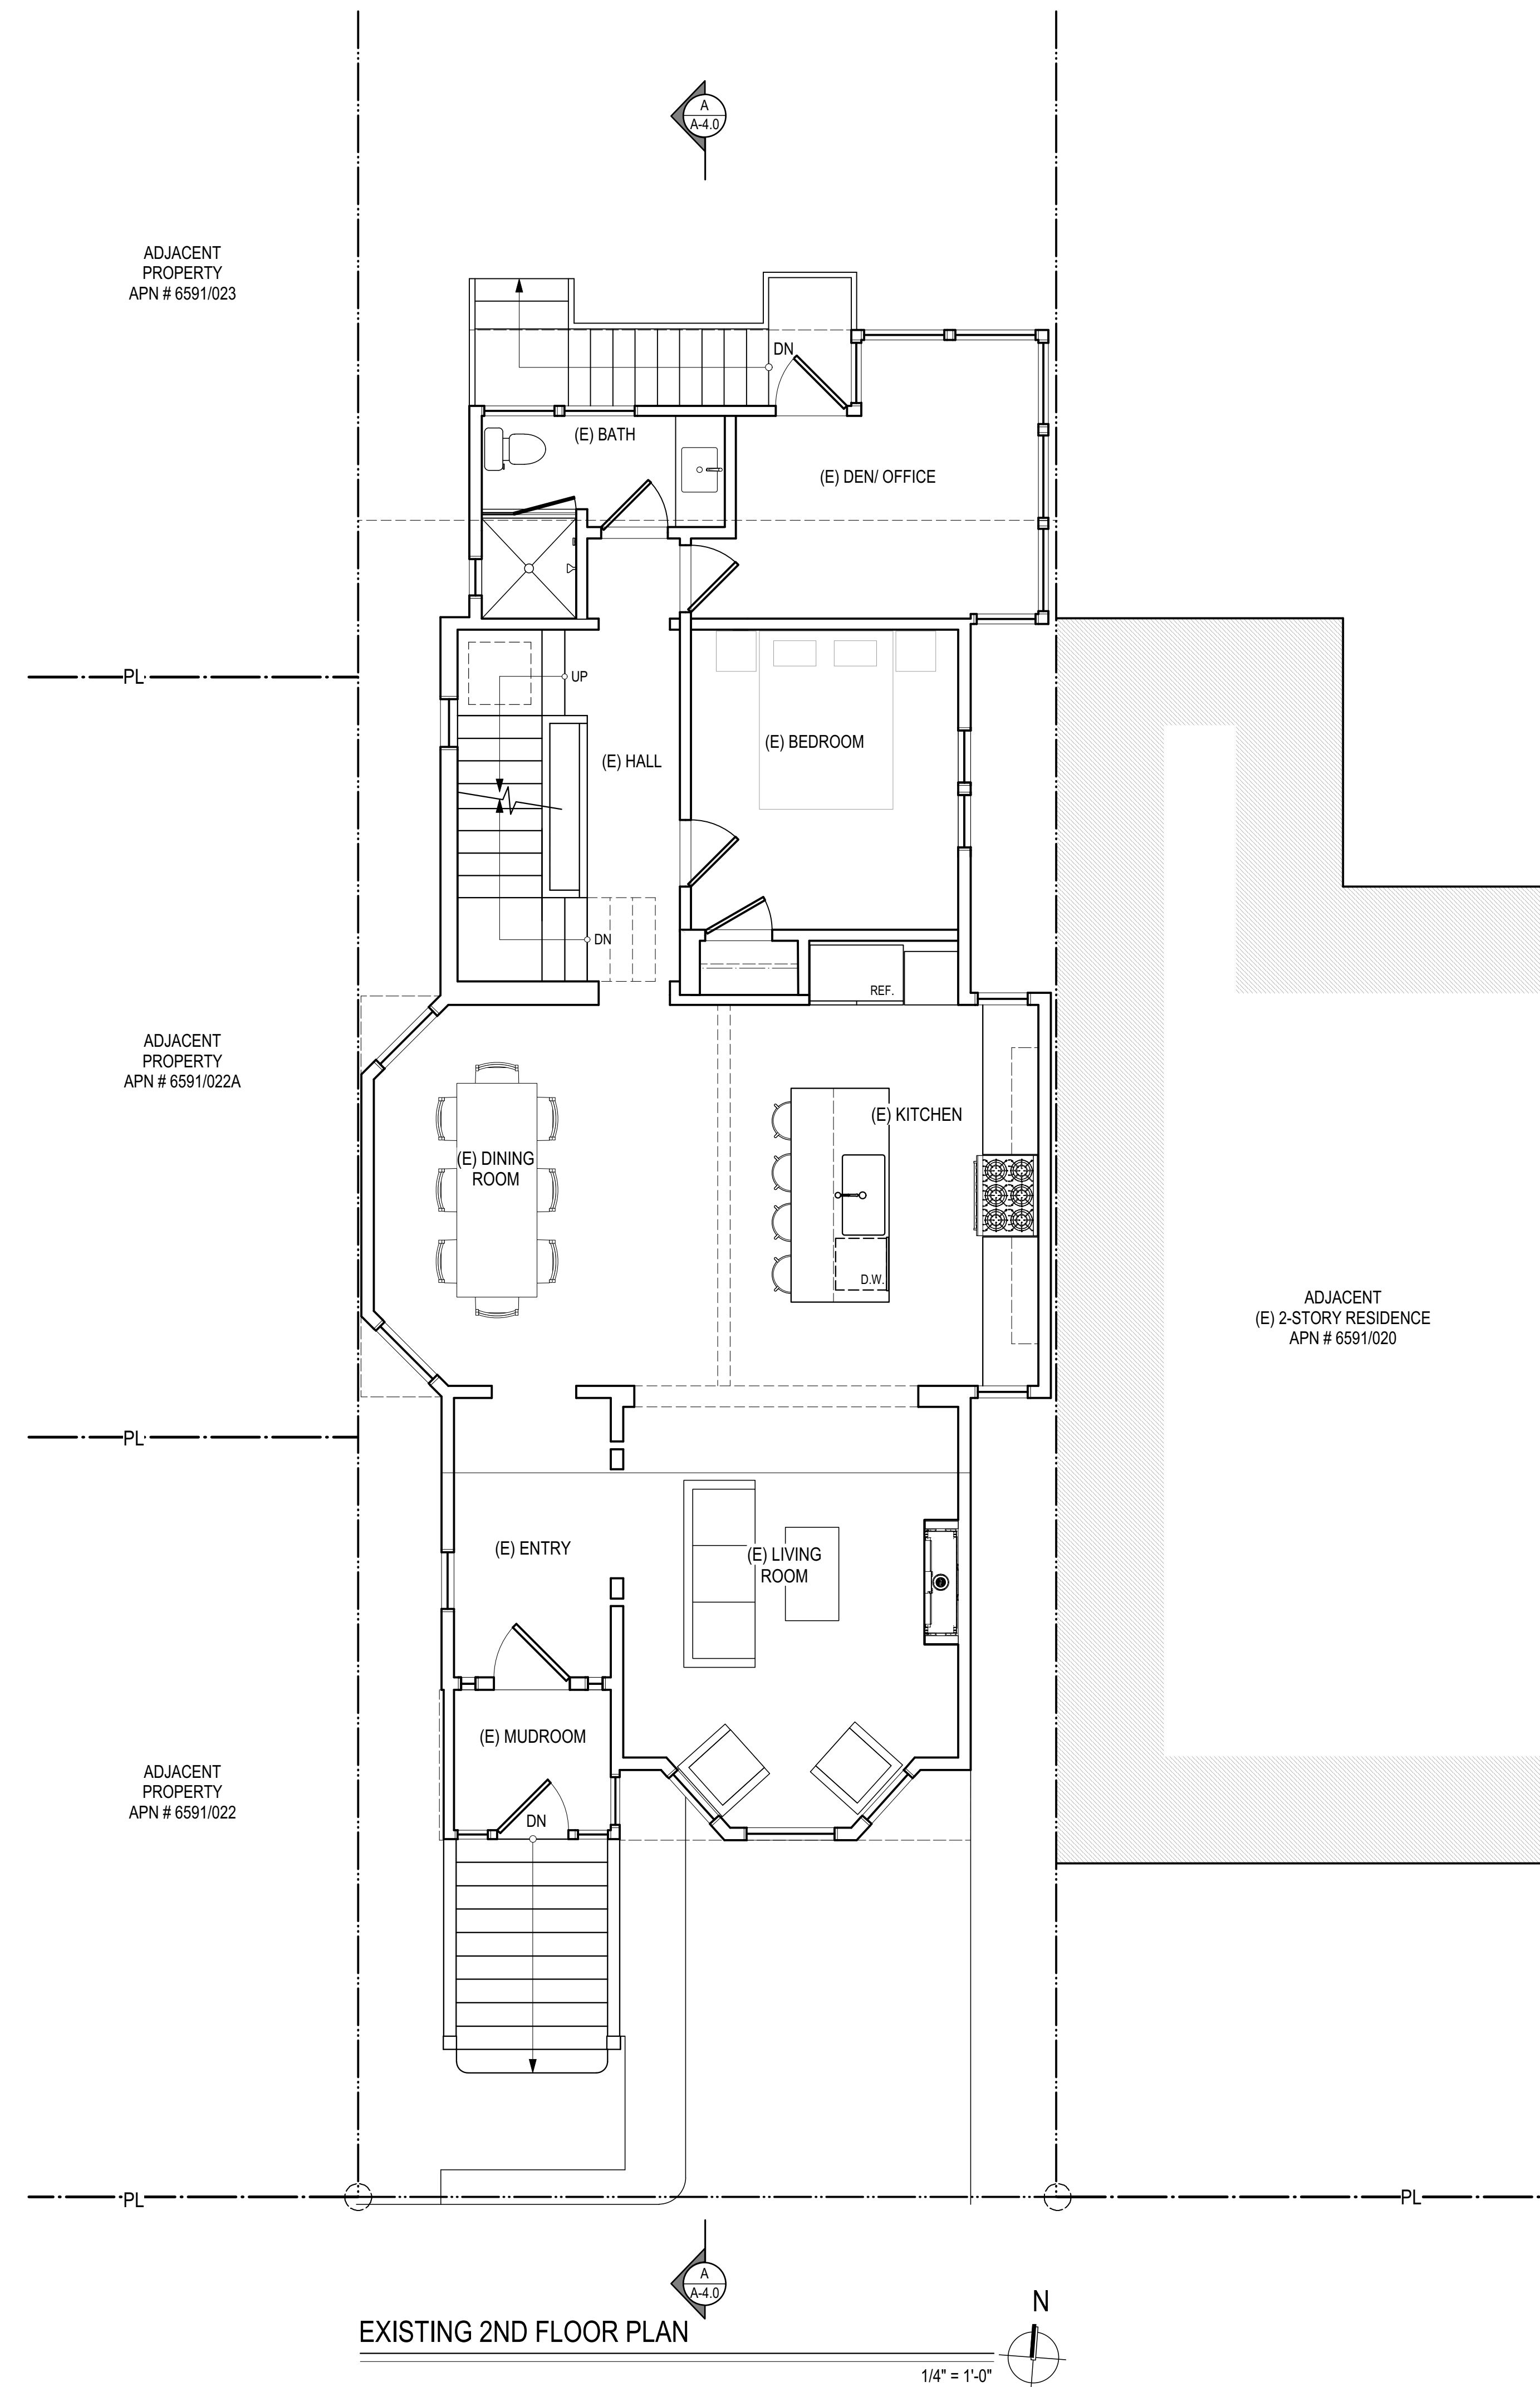 A
A-4.0
ADJACENT
PROPERTY
APN # 6591/023
DN
(E) BATH
(E) DEN/ OFFICE
PL
UP
(E) BEDROOM
(E) HALL
DN
REF.
ADJACENT
PROPERTY
APN # 6591/022A
(E) KITCHEN
(E) DINING
ROOM
D.W.
ADJACENT
(E) 2-STORY RESIDENCE
APN # 6591/020
PL
(E) ENTRY
(E) LIVING
ROOM
(E) MUDROOM
ADJACENT
PROPERTY
APN # 6591/022
DN
PL
PL
A
A-4.0
N
EXISTING 2ND FLOOR PLAN
1/4" = 1'-0"